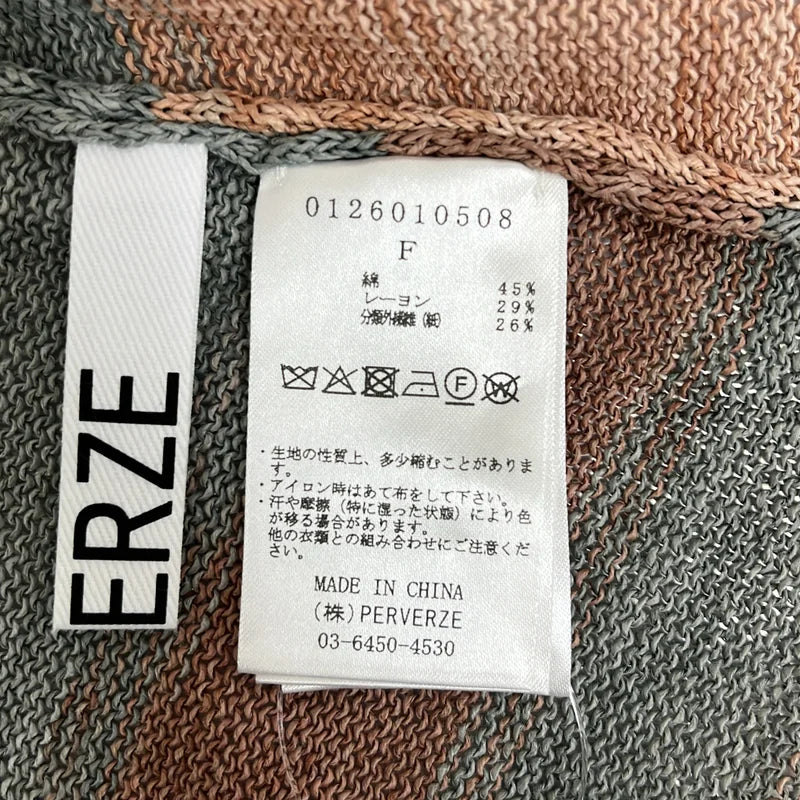 ERZE
0126010508
F
綿 45%
レーヨン 29%
分類外繊維(紙) 26%
F
W
・生地の性質上、多少縮むことがありま
す。
・アイロン時はあて布をして下さい。
・汗や摩擦(特に湿った状態)により色
が移る場合があります。
他の衣類との組み合わせにご注意くだ
さい。
MADE IN CHINA
(株)PERVERZE
03-6450-4530